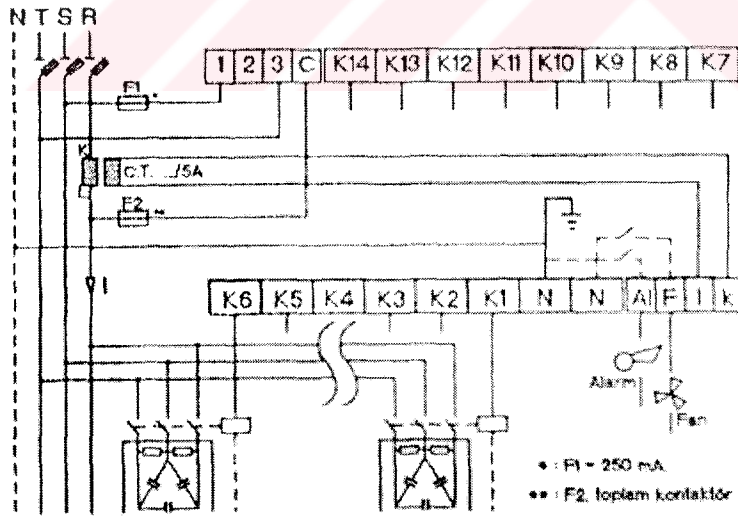 N T S R
1 2 3 C K14 K13 K12 K11 K10 K9 K8 K7
F1 *
K
C.T. .../5A
F2 **
K6 K5 K4 K3 K2 K1 N N Al F l k
Alarm
Fan
* : F1 = 250 mA.
** : F2. toplam kontaktör